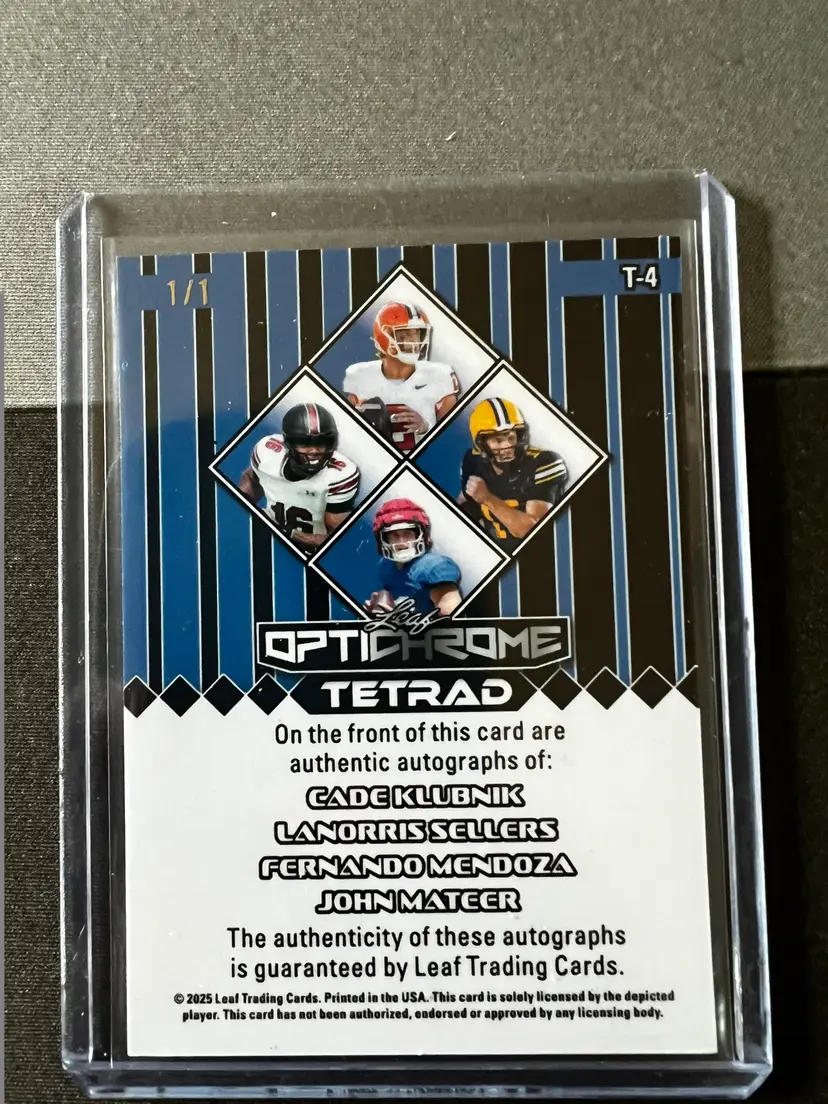 1/1
T-4
16
16
Leaf
OPTICHROME
TETRAD
On the front of this card are
authentic autographs of:
CADE KLUBNIK
LANORRIS SELLERS
FERNANDO MENDOZA
JOHN MATEER
The authenticity of these autographs
is guaranteed by Leaf Trading Cards.
© 2025 Leaf Trading Cards. Printed in the USA. This card is solely licensed by the depicted
player. This card has not been authorized, endorsed or approved by any licensing body.